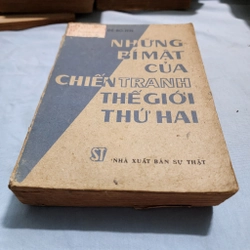 NHỮNG
BÍ MẬT
CỦA
CHIẾN TRANH
THẾ GIỚI
THỨ HAI
ST
NHÀ XUẤT BẢN SỰ THẬT